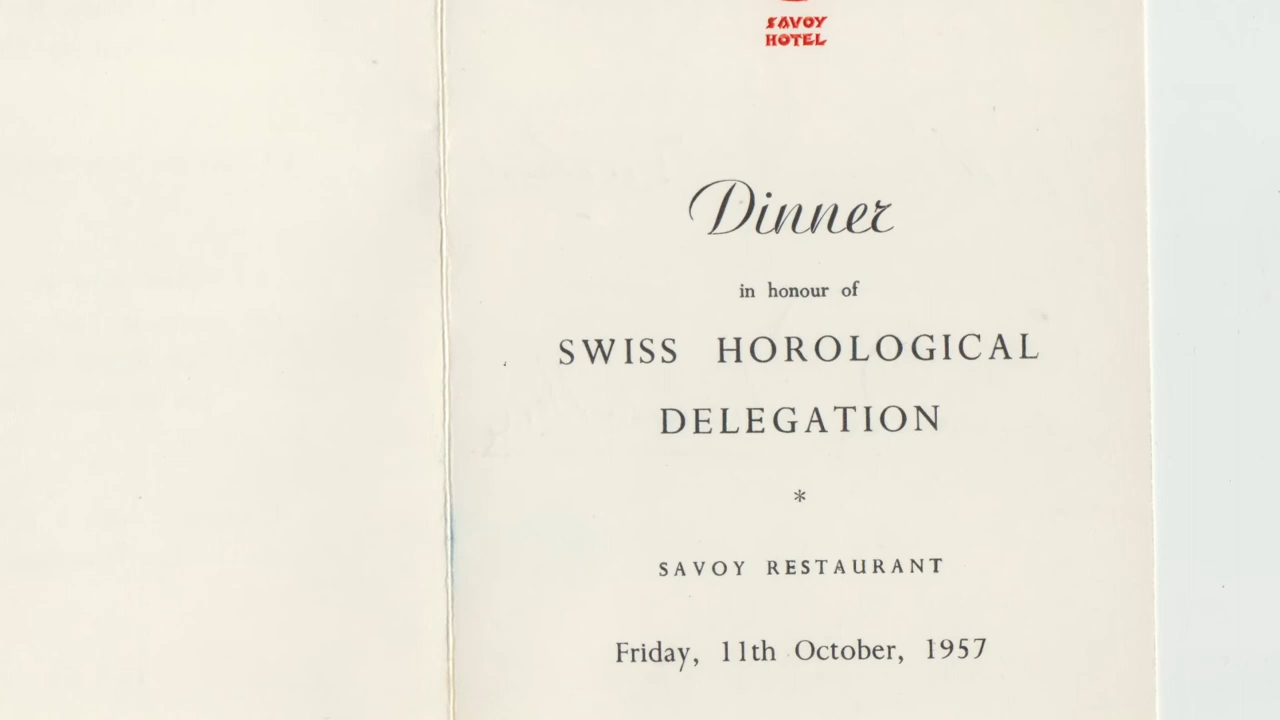 SAVOY
HOTEL
Dinner
in honour of
SWISS HOROLOGICAL
DELEGATION
*
SAVOY RESTAURANT
Friday, 11th October, 1957